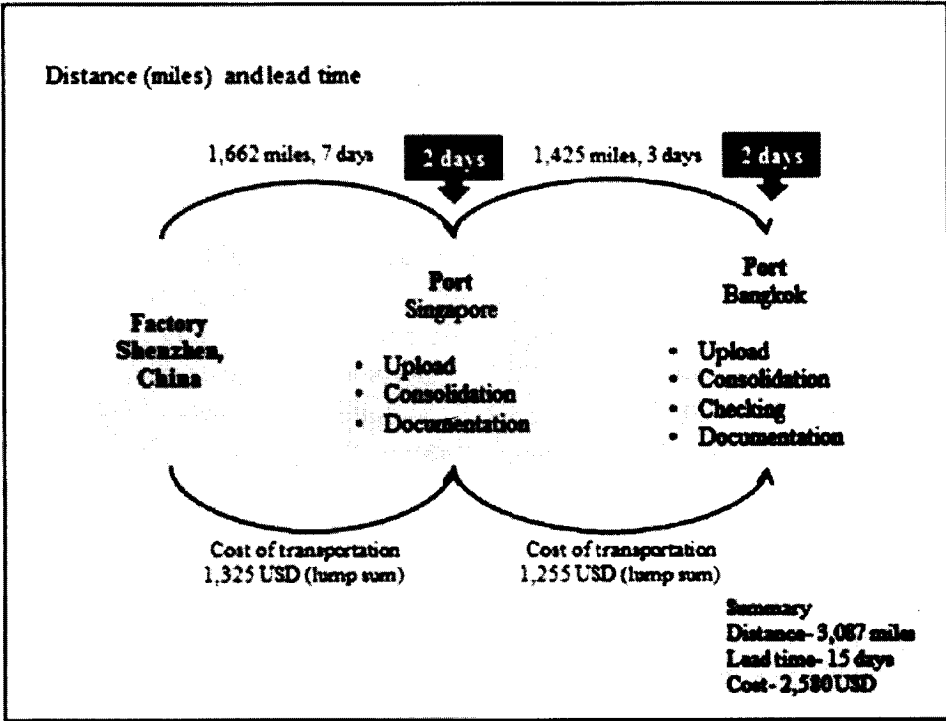 Distance (miles) and lead time
1,662 miles, 7 days
2 days
1,425 miles, 3 days
2 days
Factory
Shenzhen,
China
Port
Singapore
• Upload
• Consolidation
• Documentation
Port
Bangkok
• Upload
• Consolidation
• Checking
• Documentation
Cost of transportation
1,325 USD (lump sum)
Cost of transportation
1,255 USD (lump sum)
Summary
Distance- 3,087 miles
Lead time- 15 days
Cost- 2,580 USD